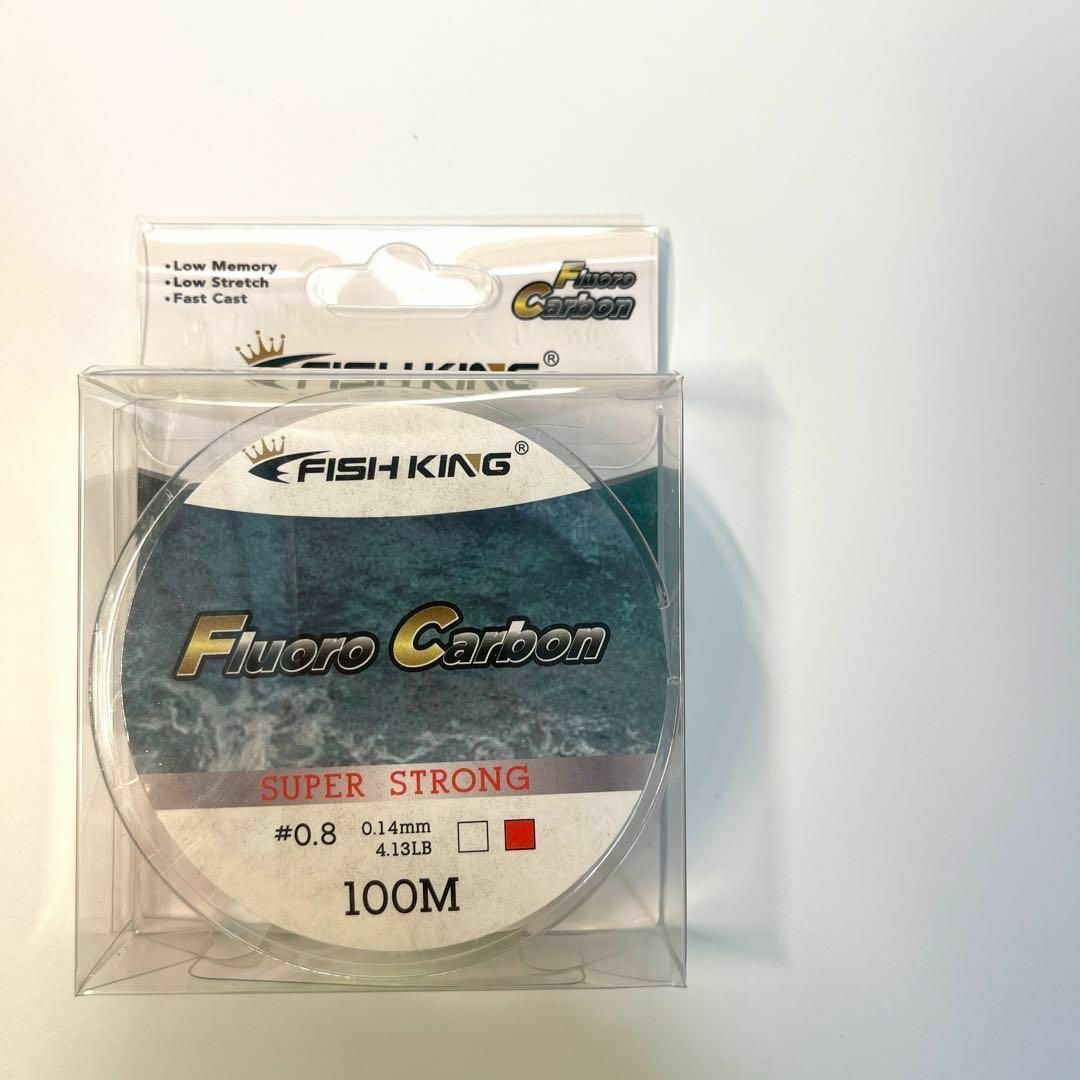 • Low Memory
• Low Stretch
• Fast Cast
Fluoro
Carbon
FISH KING ®
FISH KING ®
Fluoro Carbon
SUPER STRONG
#0.8
0.14mm
4.13LB
100M